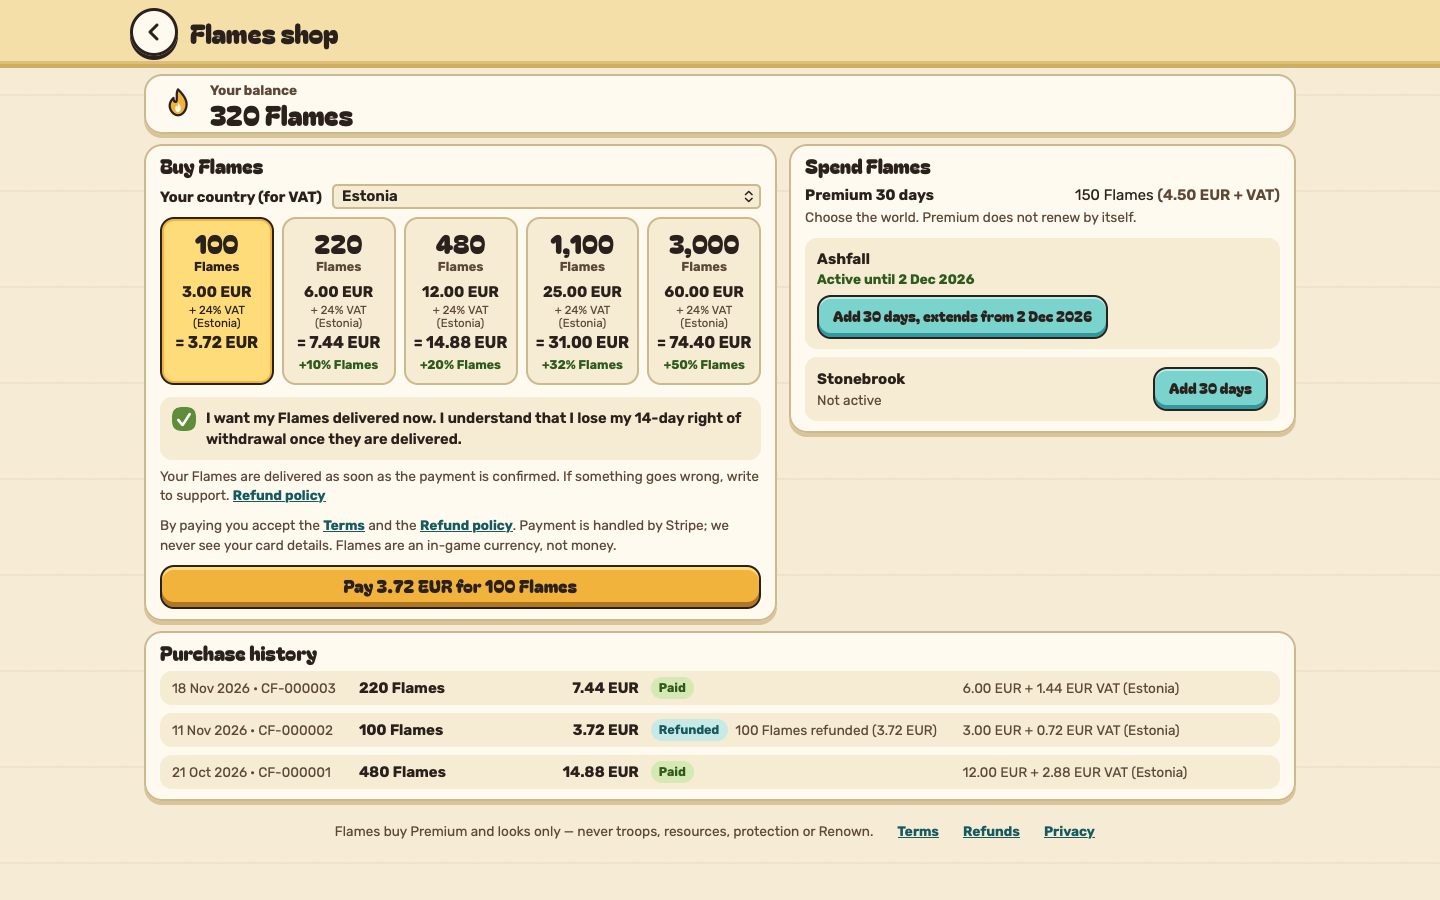 Flames shop
Your balance
320 Flames
Buy Flames
Your country (for VAT) Estonia
100
Flames
3.00 EUR
+ 24% VAT
(Estonia)
= 3.72 EUR
220
Flames
6.00 EUR
+ 24% VAT
(Estonia)
= 7.44 EUR
+10% Flames
480
Flames
12.00 EUR
+ 24% VAT
(Estonia)
= 14.88 EUR
+20% Flames
1,100
Flames
25.00 EUR
+ 24% VAT
(Estonia)
= 31.00 EUR
+32% Flames
3,000
Flames
60.00 EUR
+ 24% VAT
(Estonia)
= 74.40 EUR
+50% Flames
I want my Flames delivered now. I understand that I lose my 14-day right of
withdrawal once they are delivered.
Your Flames are delivered as soon as the payment is confirmed. If something goes wrong, write
to support. Refund policy
By paying you accept the Terms and the Refund policy. Payment is handled by Stripe; we
never see your card details. Flames are an in-game currency, not money.
Pay 3.72 EUR for 100 Flames
Spend Flames
Premium 30 days 150 Flames (4.50 EUR + VAT)
Choose the world. Premium does not renew by itself.
Ashfall
Active until 2 Dec 2026
Add 30 days, extends from 2 Dec 2026
Stonebrook
Not active
Add 30 days
Purchase history
18 Nov 2026 • CF-000003 220 Flames 7.44 EUR Paid 6.00 EUR + 1.44 EUR VAT (Estonia)
11 Nov 2026 • CF-000002 100 Flames 3.72 EUR Refunded 100 Flames refunded (3.72 EUR) 3.00 EUR + 0.72 EUR VAT (Estonia)
21 Oct 2026 • CF-000001 480 Flames 14.88 EUR Paid 12.00 EUR + 2.88 EUR VAT (Estonia)
Flames buy Premium and looks only — never troops, resources, protection or Renown. Terms Refunds Privacy